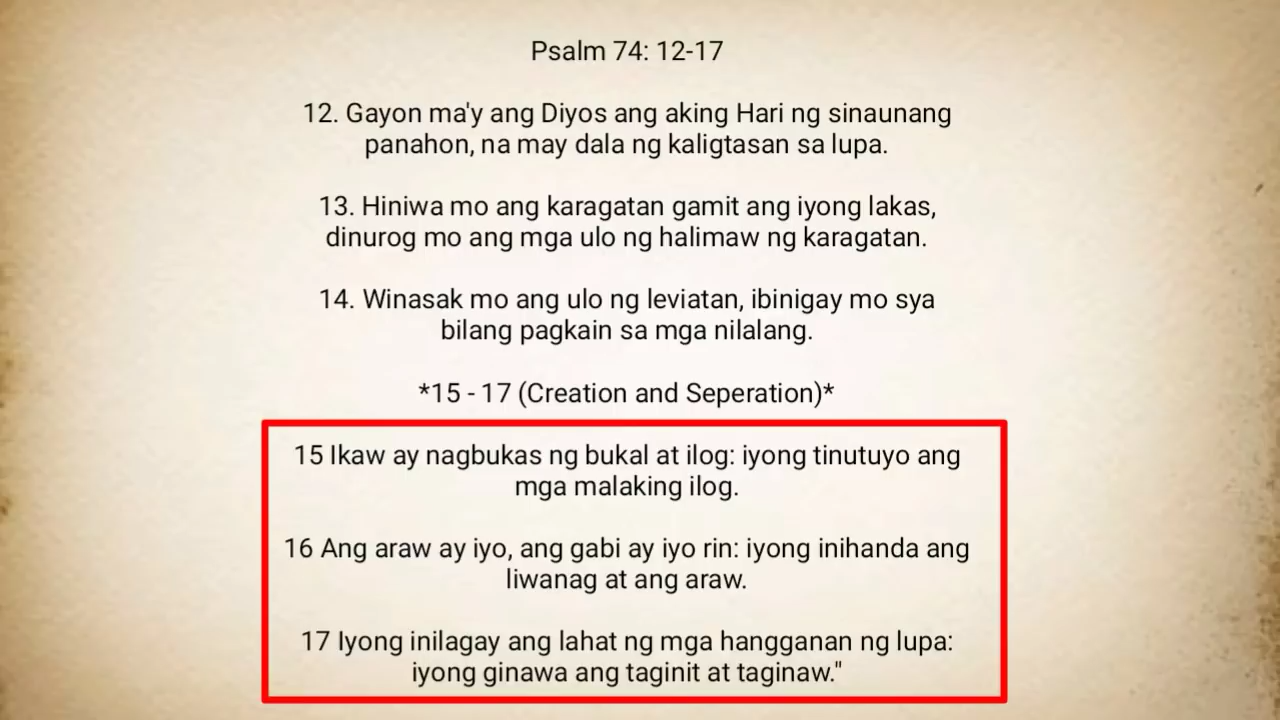 Psalm 74: 12-17
12. Gayon ma'y ang Diyos ang aking Hari ng sinaunang
panahon, na may dala ng kaligtasan sa lupa.
13. Hiniwa mo ang karagatan gamit ang iyong lakas,
dinurog mo ang mga ulo ng halimaw ng karagatan.
14. Winasak mo ang ulo ng leviatan, ibinigay mo sya
bilang pagkain sa mga nilalang.
*15 - 17 (Creation and Seperation)*
15 Ikaw ay nagbukas ng bukal at ilog: iyong tinutuyo ang
mga malaking ilog.
16 Ang araw ay iyo, ang gabi ay iyo rin: iyong inihanda ang
liwanag at ang araw.
17 Iyong inilagay ang lahat ng mga hangganan ng lupa:
iyong ginawa ang taginit at taginaw."